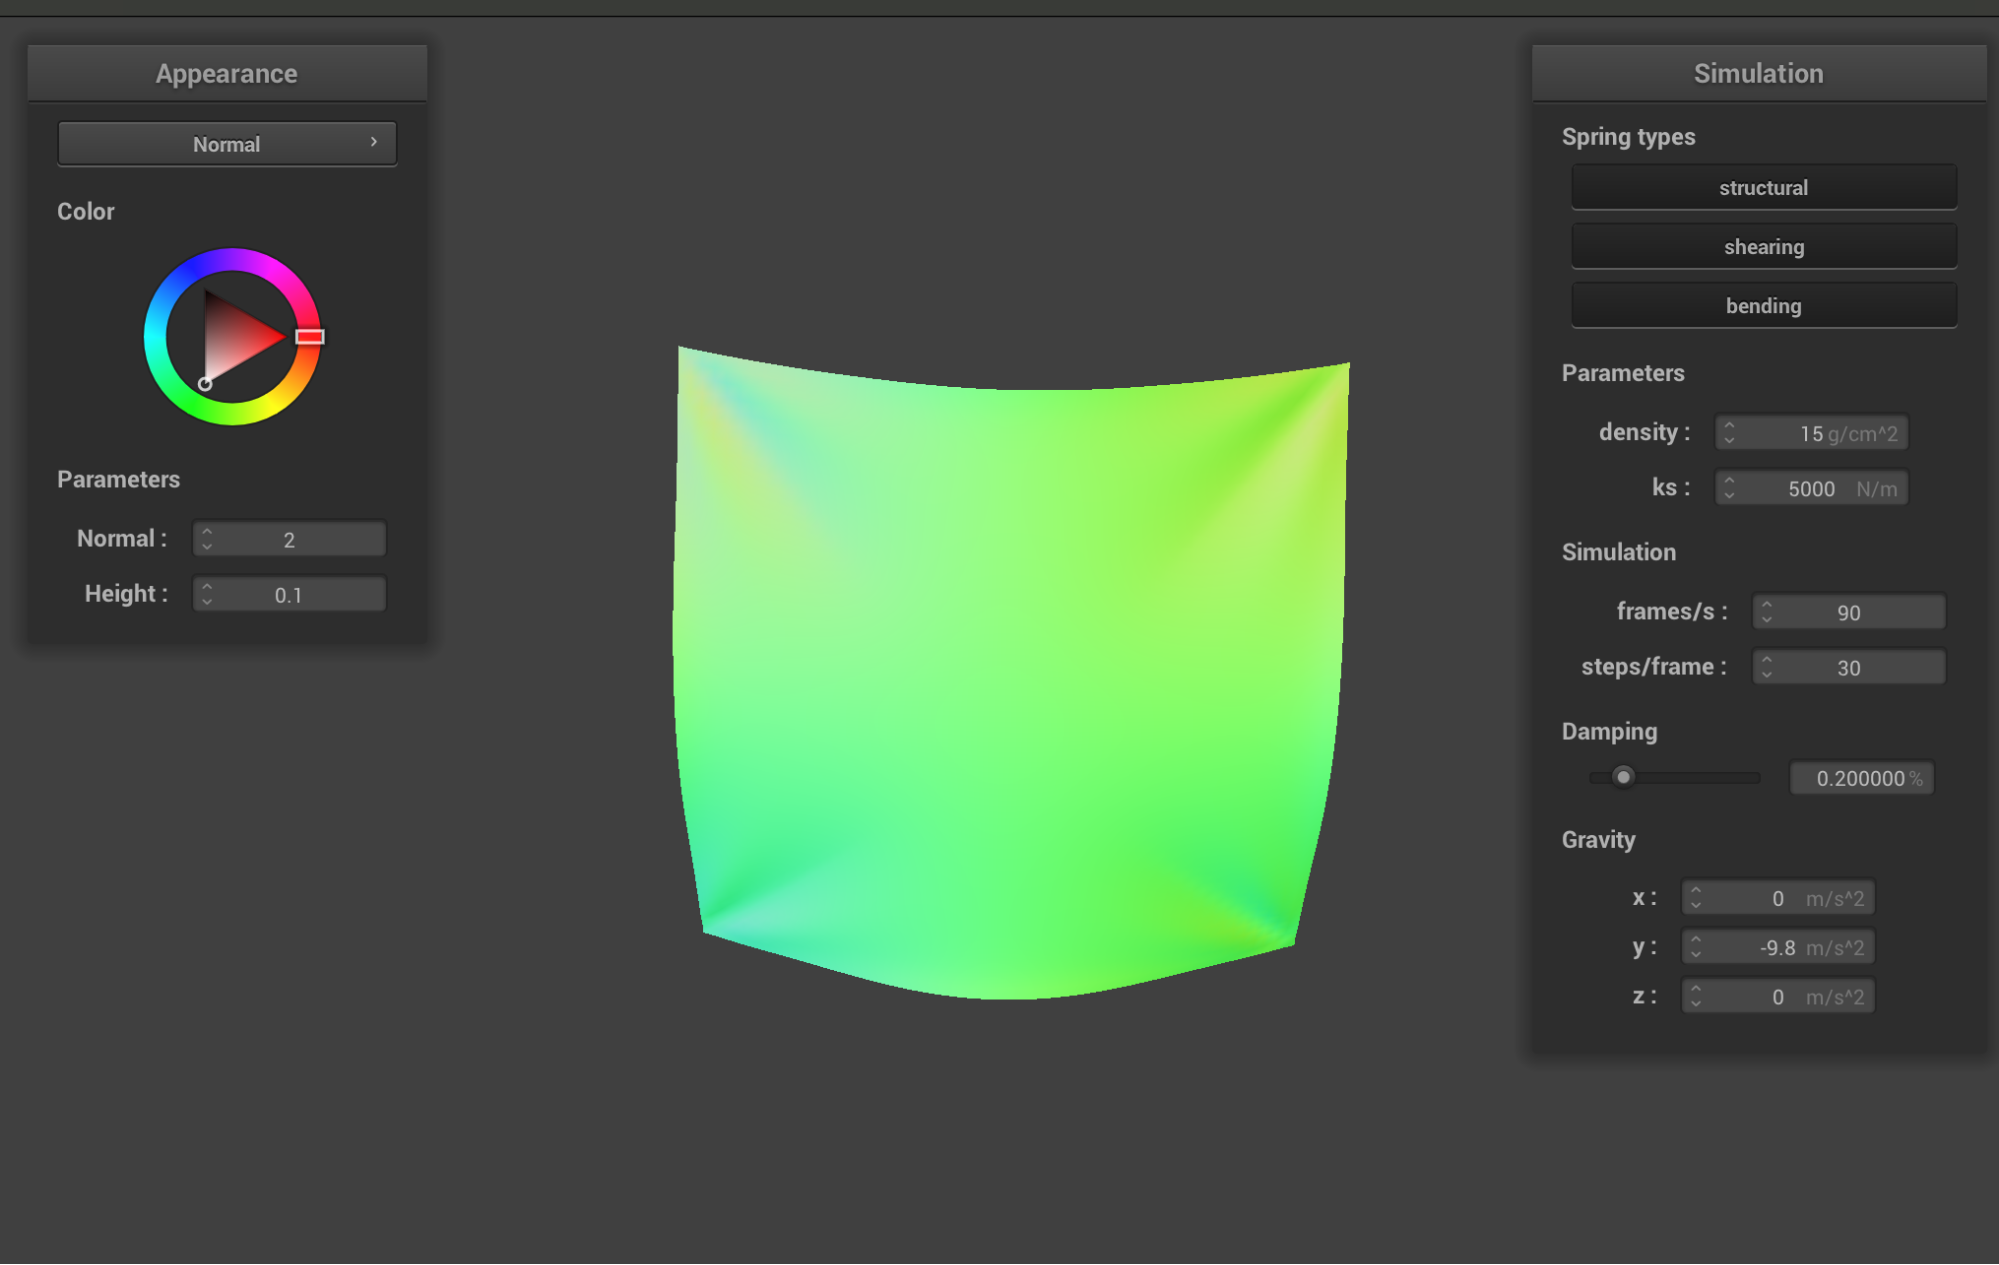 Appearance
Normal
Color
Parameters
Normal : 2
Height : 0.1
Simulation
Spring types
structural
shearing
bending
Parameters
density : 15 g/cm^2
ks : 5000 N/m
Simulation
frames/s : 90
steps/frame : 30
Damping
0.200000 %
Gravity
x : 0 m/s^2
y : -9.8 m/s^2
z : 0 m/s^2